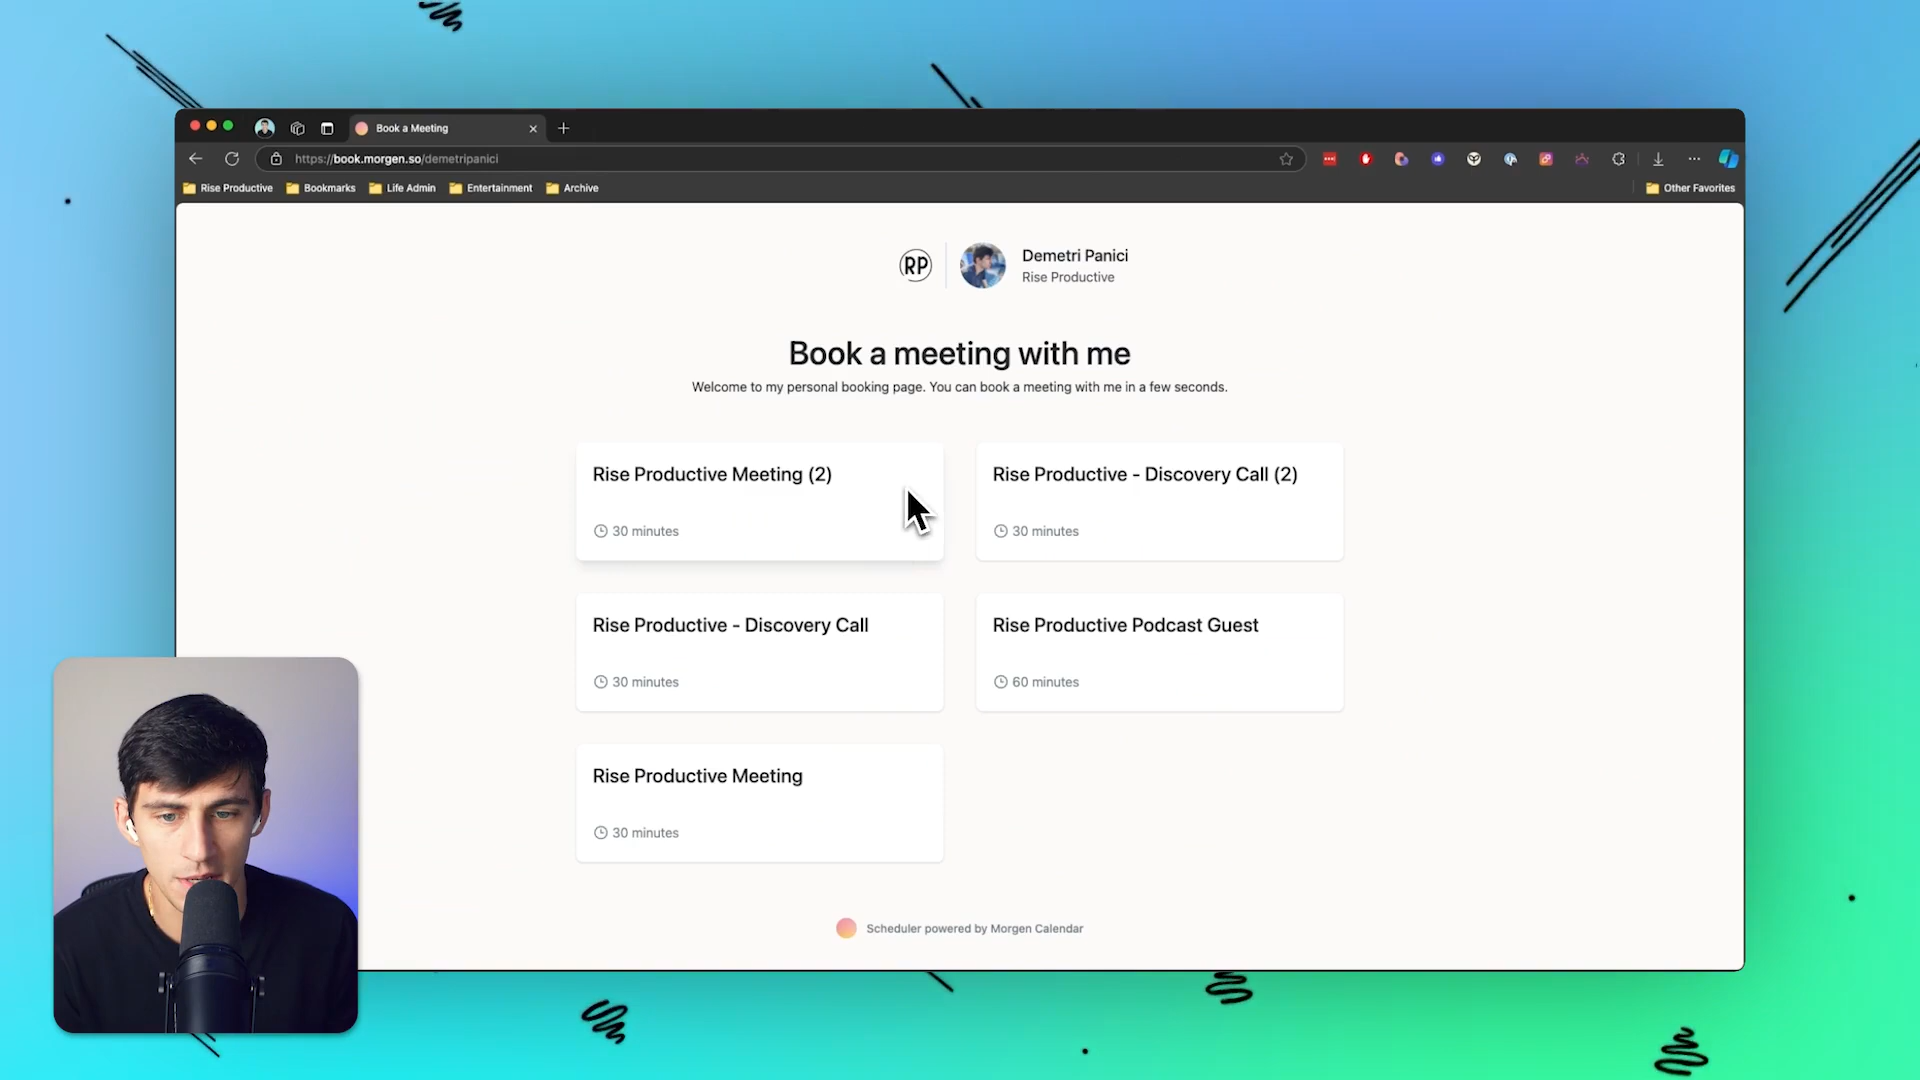 Book a Meeting
https://book.morgen.so/demetripanici
Rise Productive
Bookmarks
Life Admin
Entertainment
Archive
Other Favorites
RP
Demetri Panici
Rise Productive
Book a meeting with me
Welcome to my personal booking page. You can book a meeting with me in a few seconds.
Rise Productive Meeting (2)
30 minutes
Rise Productive - Discovery Call (2)
30 minutes
Rise Productive - Discovery Call
30 minutes
Rise Productive Podcast Guest
60 minutes
Rise Productive Meeting
30 minutes
Scheduler powered by Morgen Calendar